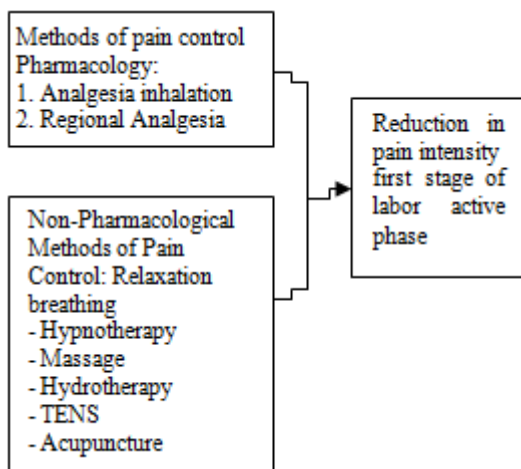 Methods of pain control
Pharmacology:
1. Analgesia inhalation
2. Regional Analgesia
Non-Pharmacological
Methods of Pain
Control: Relaxation
breathing
- Hypnotherapy
- Massage
- Hydrotherapy
- TENS
- Acupuncture
Reduction in
pain intensity
first stage of
labor active
phase